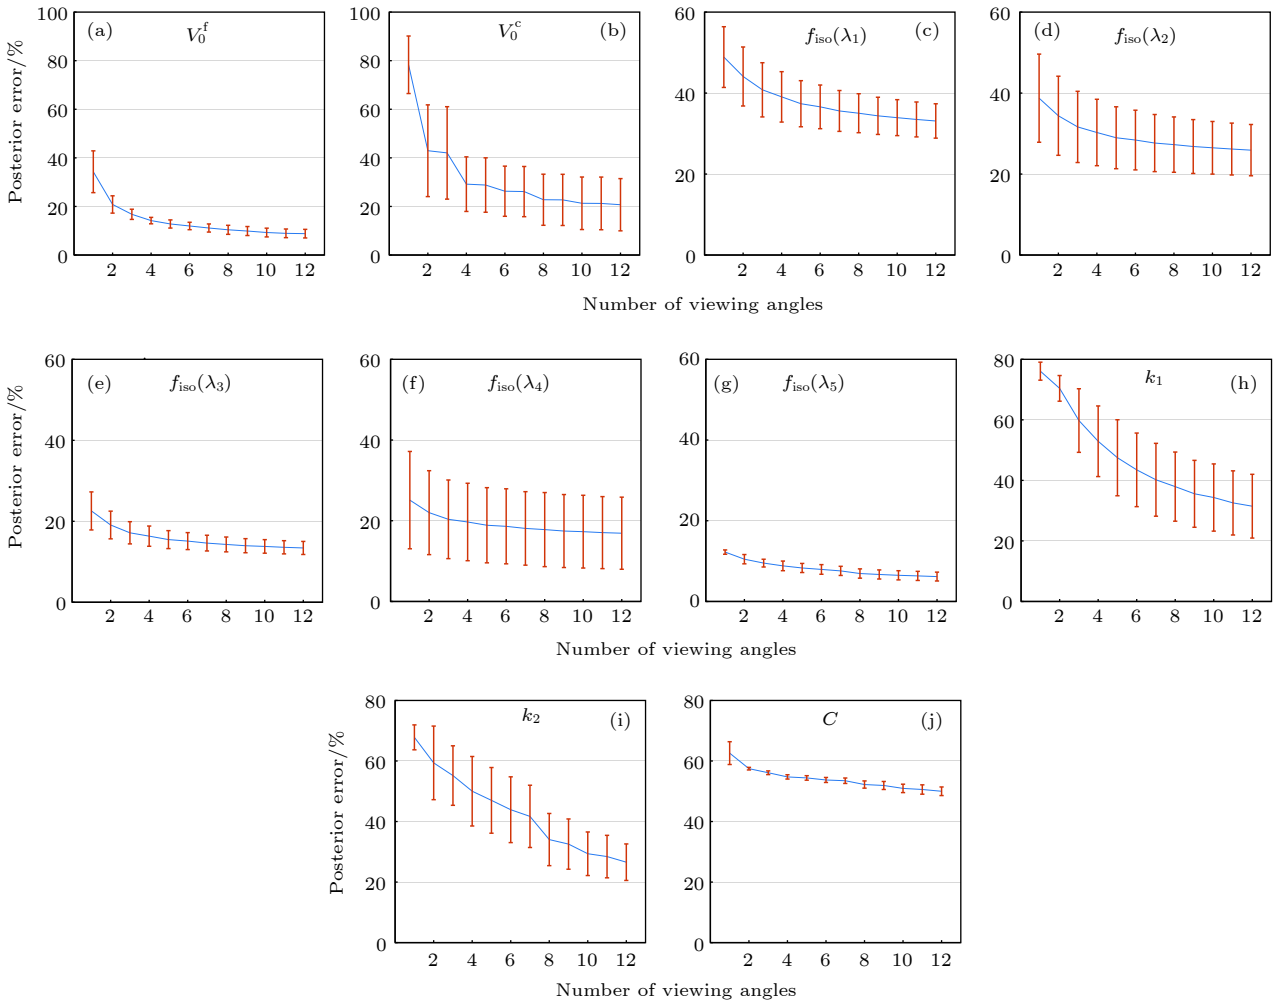 Posterior error/%
(a) V₀ᶠ
100
80
60
40
20
0
2 4 6 8 10 12
V₀ᶜ (b)
100
80
60
40
20
0
2 4 6 8 10 12
f_iso(λ₁) (c)
60
40
20
0
2 4 6 8 10 12
(d) f_iso(λ₂)
60
40
20
0
2 4 6 8 10 12
Number of viewing angles
Posterior error/%
(e) f_iso(λ₃)
60
40
20
0
2 4 6 8 10 12
(f) f_iso(λ₄)
60
40
20
0
2 4 6 8 10 12
(g) f_iso(λ₅)
60
40
20
0
2 4 6 8 10 12
k₁ (h)
80
60
40
20
0
2 4 6 8 10 12
Number of viewing angles
Posterior error/%
k₂ (i)
80
60
40
20
0
2 4 6 8 10 12
C (j)
80
60
40
20
0
2 4 6 8 10 12
Number of viewing angles